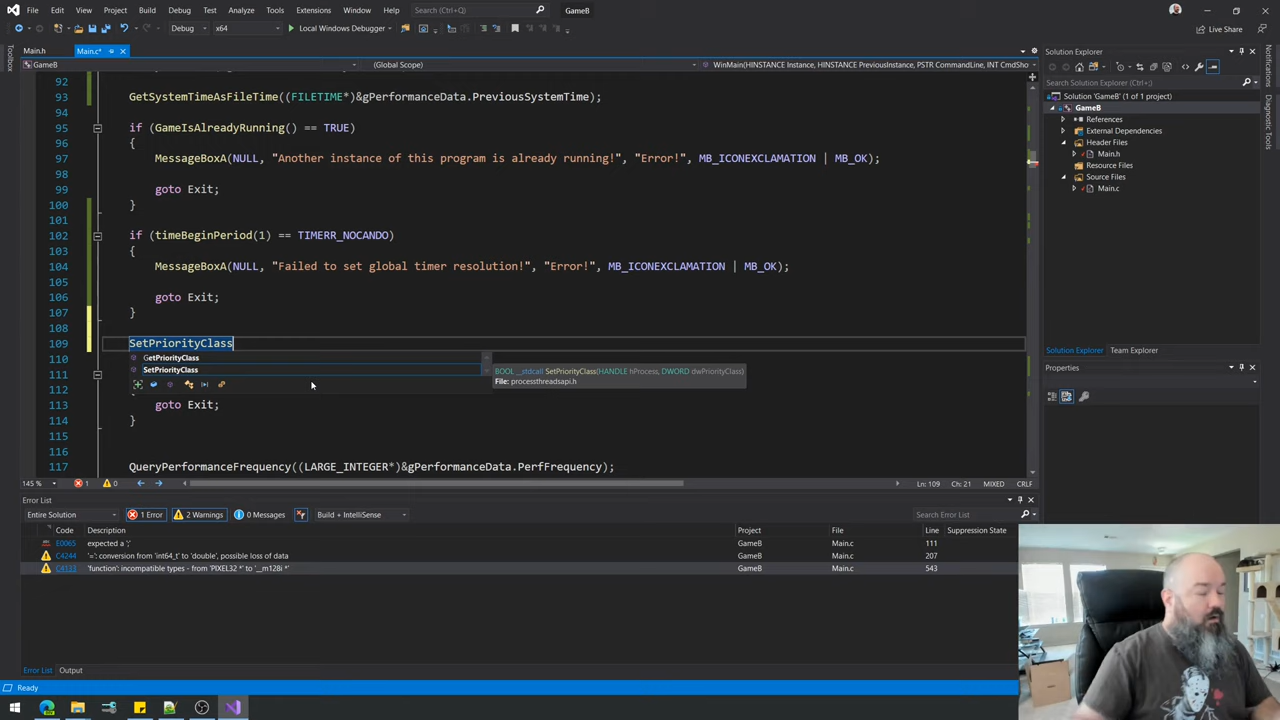 File Edit View Git Project Build Debug Test Analyze Tools Extensions Window Help Search (Ctrl+Q) GameB
Debug x64 Local Windows Debugger Live Share
Main.h Main.c*
GameB (Global Scope) WinMain(HINSTANCE Instance, HINSTANCE PreviousInstance, PSTR CommandLine, INT CmdSho
92
93 GetSystemTimeAsFileTime((FILETIME*)&gPerformanceData.PreviousSystemTime);
94
95 if (GameIsAlreadyRunning() == TRUE)
96 {
97 MessageBoxA(NULL, "Another instance of this program is already running!", "Error!", MB_ICONEXCLAMATION | MB_OK);
98
99 goto Exit;
100 }
101
102 if (timeBeginPeriod(1) == TIMERR_NOCANDO)
103 {
104 MessageBoxA(NULL, "Failed to set global timer resolution!", "Error!", MB_ICONEXCLAMATION | MB_OK);
105
106 goto Exit;
107 }
108
109 SetPriorityClass
110 GetPriorityClass
SetPriorityClass BOOL __stdcall SetPriorityClass(HANDLE hProcess, DWORD dwPriorityClass)
111 File: processthreadsapi.h
112
113 goto Exit;
114 }
115
116
117 QueryPerformanceFrequency((LARGE_INTEGER*)&gPerformanceData.PerfFrequency);
145 % 1 0 Ln: 109 Ch: 21 MIXED CRLF
Error List
Entire Solution 1 Error 2 Warnings 0 Messages Build + IntelliSense Search Error List
Code Description Project File Line Suppression State
E0065 expected a ';' GameB Main.c 111
C4244 '=': conversion from 'int64_t' to 'double', possible loss of data GameB Main.c 207
C4133 'function': incompatible types - from 'PIXEL32 *' to '__m128i *' GameB Main.c 543
Error List Output
Ready
Solution Explorer
Search Solution Explorer (Ctrl+;)
Solution 'GameB' (1 of 1 project)
GameB
References
External Dependencies
Header Files
Main.h
Resource Files
Source Files
Main.c
Solution Explorer Team Explorer
Properties
Notifications
Diagnostic Tools
Toolbox